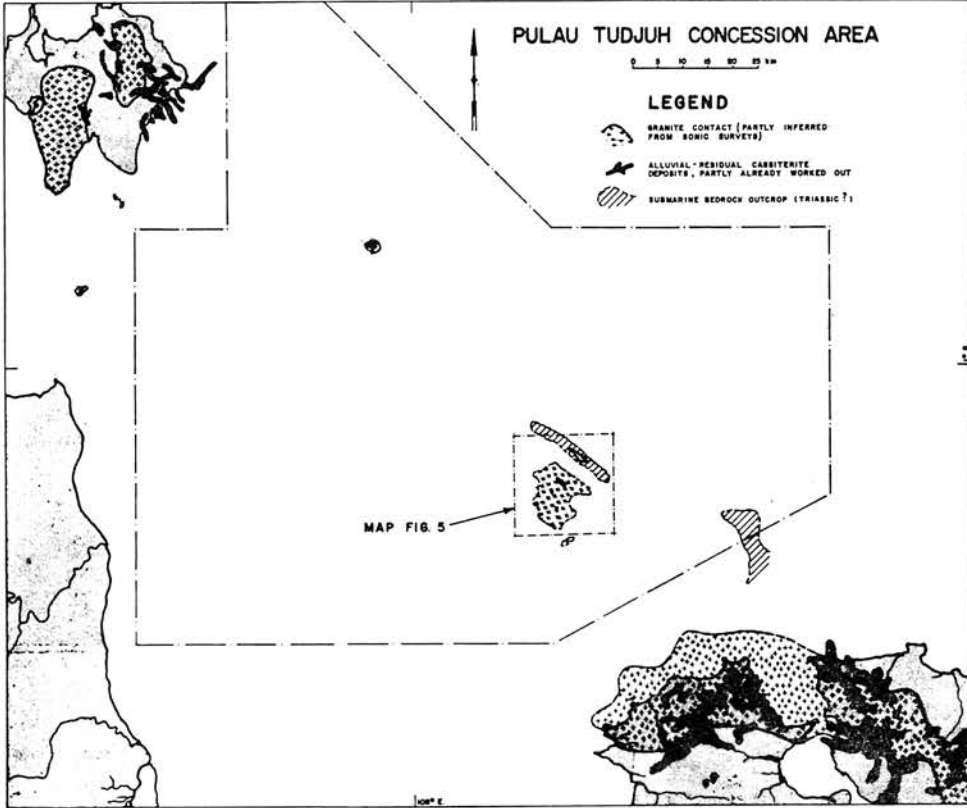 PULAU TUDJUH CONCESSION AREA
0 5 10 15 20 25 km
LEGEND
GRANITE CONTACT (PARTLY INFERRED
FROM SONIC SURVEYS)
ALLUVIAL-RESIDUAL CASSITERITE
DEPOSITS, PARTLY ALREADY WORKED OUT
SUBMARINE BEDROCK OUTCROP (TRIASSIC ?)
MAP FIG. 5